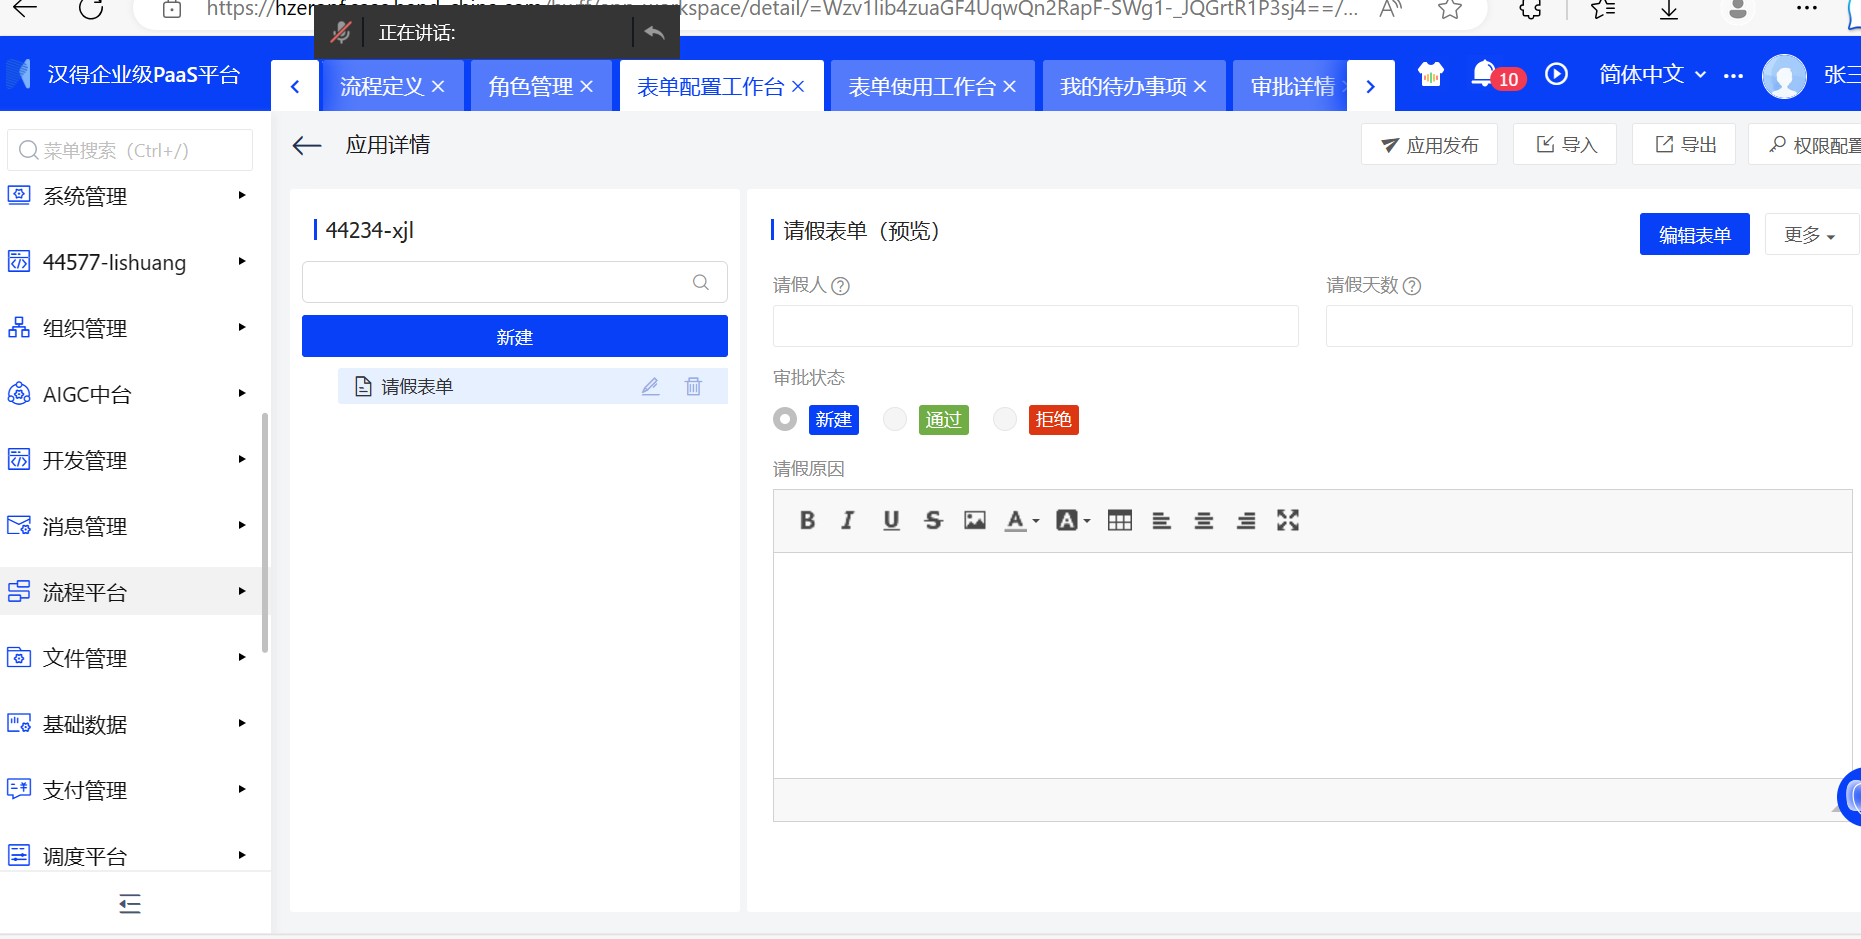 正在讲话:
汉得企业级PaaS平台
流程定义
角色管理
表单配置工作台
表单使用工作台
我的待办事项
审批详情
10
简体中文
张三
菜单搜索（Ctrl+/)
应用详情
应用发布
导入
导出
权限配置
系统管理
44577-lishuang
组织管理
AIGC中台
开发管理
消息管理
流程平台
文件管理
基础数据
支付管理
调度平台
44234-xjl
新建
请假表单
请假表单（预览）
编辑表单
更多
请假人
请假天数
审批状态
新建
通过
拒绝
请假原因